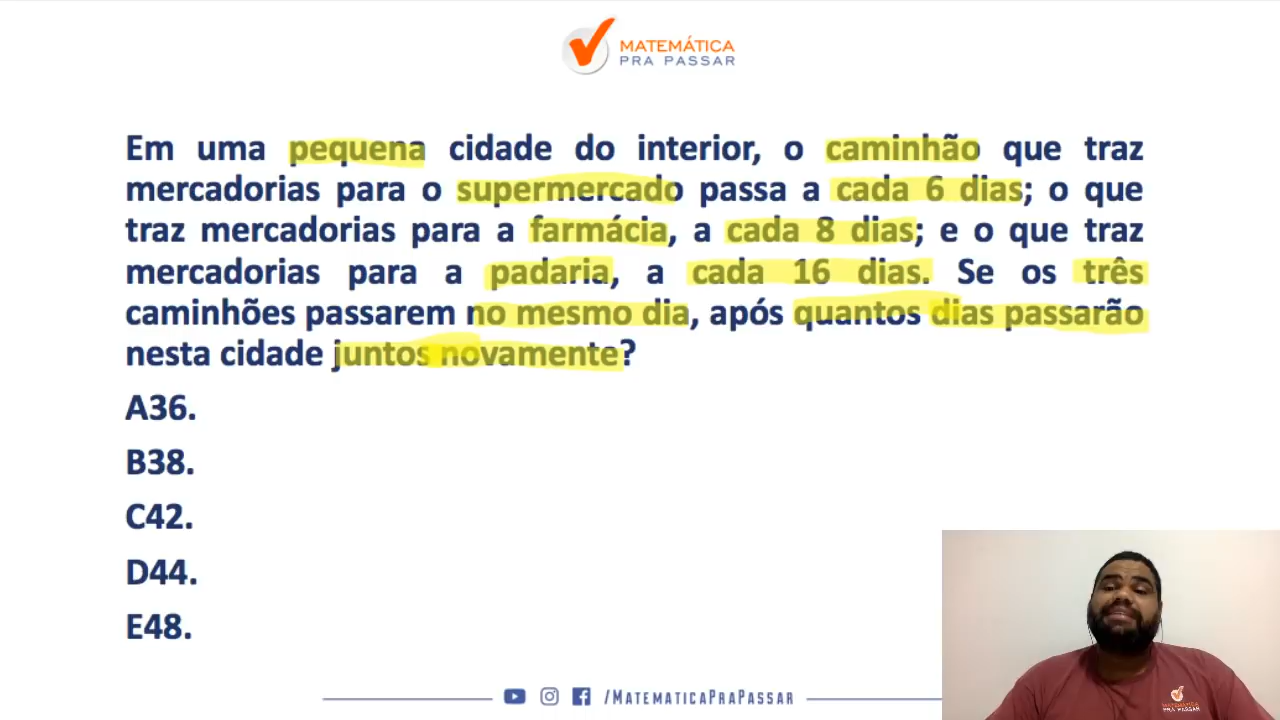 MATEMÁTICA
PRA PASSAR
Em uma pequena cidade do interior, o caminhão que traz
mercadorias para o supermercado passa a cada 6 dias; o que
traz mercadorias para a farmácia, a cada 8 dias; e o que traz
mercadorias para a padaria, a cada 16 dias. Se os três
caminhões passarem no mesmo dia, após quantos dias passarão
nesta cidade juntos novamente?
A36.
B38.
C42.
D44.
E48.
/MATEMATICAPRAPASSAR
MATEMÁTICA
PRA PASSAR